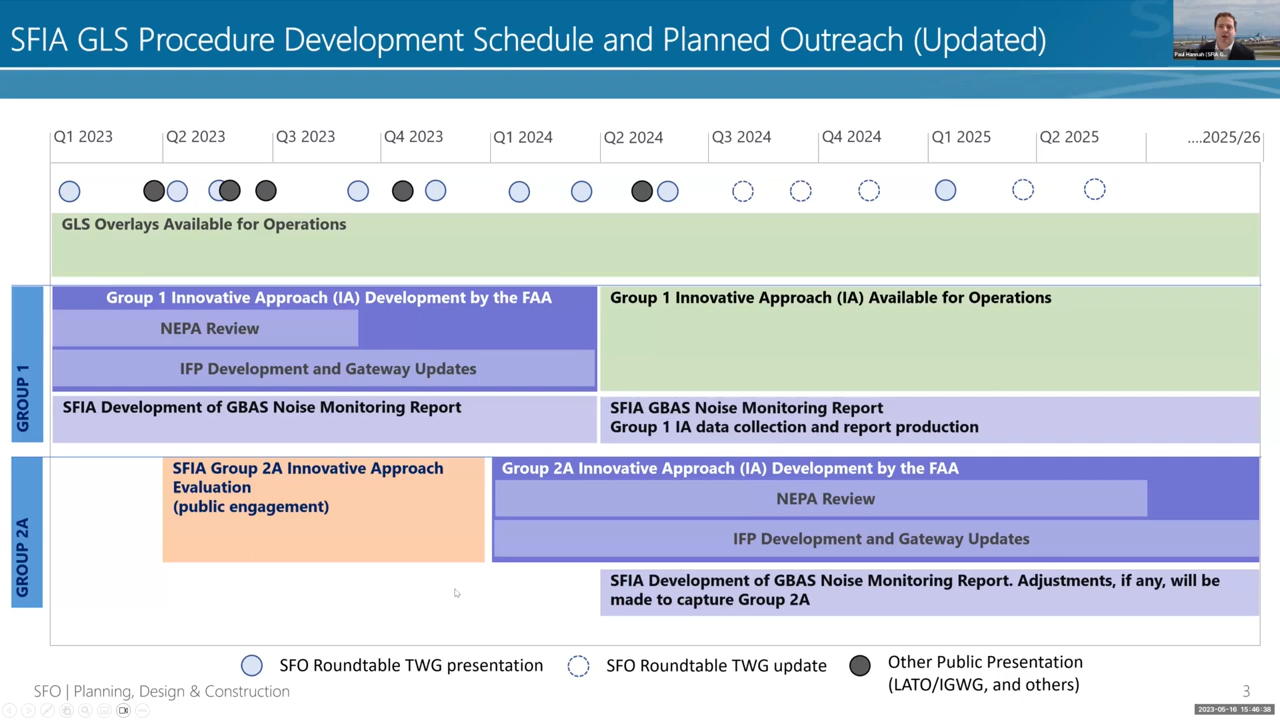 SFIA GLS Procedure Development Schedule and Planned Outreach (Updated)
Paul Hannah (SFIA G...
Q1 2023
Q2 2023
Q3 2023
Q4 2023
Q1 2024
Q2 2024
Q3 2024
Q4 2024
Q1 2025
Q2 2025
....2025/26
GLS Overlays Available for Operations
GROUP 1
Group 1 Innovative Approach (IA) Development by the FAA
NEPA Review
IFP Development and Gateway Updates
Group 1 Innovative Approach (IA) Available for Operations
SFIA Development of GBAS Noise Monitoring Report
SFIA GBAS Noise Monitoring Report
Group 1 IA data collection and report production
GROUP 2A
SFIA Group 2A Innovative Approach
Evaluation
(public engagement)
Group 2A Innovative Approach (IA) Development by the FAA
NEPA Review
IFP Development and Gateway Updates
SFIA Development of GBAS Noise Monitoring Report. Adjustments, if any, will be
made to capture Group 2A
SFO Roundtable TWG presentation
SFO Roundtable TWG update
Other Public Presentation
(LATO/IGWG, and others)
SFO | Planning, Design & Construction
3
2023-05-16 15:46:38